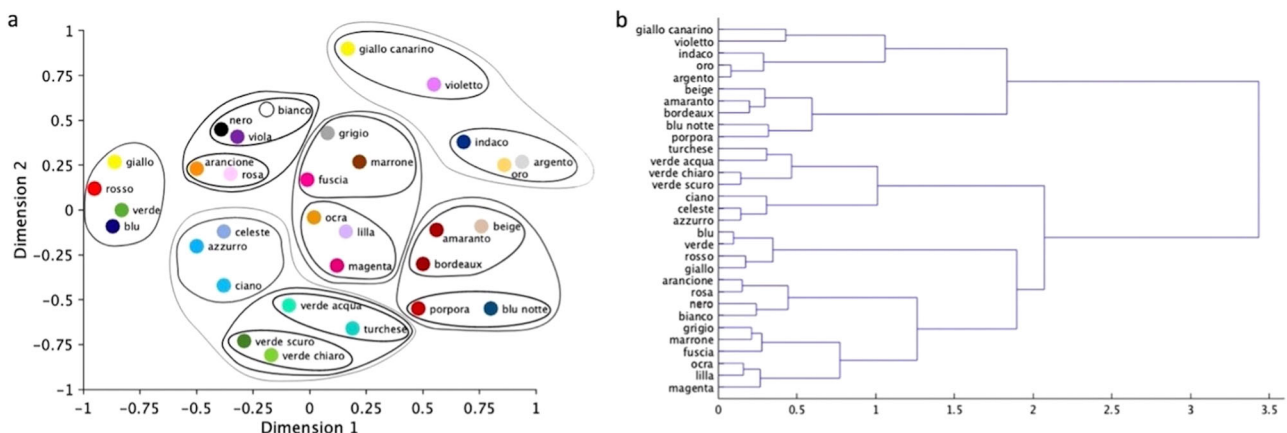 a
1
0.75
0.5
0.25
0
−0.25
−0.5
−0.75
−1
Dimension 2
-1
-0.75
-0.5
-0.25
0
0.25
0.5
0.75
1
Dimension 1
giallo canarino
violetto
bianco
nero
viola
grigio
indaco
argento
oro
giallo
arancione
rosa
marrone
rosso
fuscia
verde
blu
ocra
lilla
beige
amaranto
celeste
azzurro
magenta
bordeaux
ciano
verde acqua
porpora
blu notte
turchese
verde scuro
verde chiaro
b
giallo canarino
violetto
indaco
oro
argento
beige
amaranto
bordeaux
blu notte
porpora
turchese
verde acqua
verde chiaro
verde scuro
ciano
celeste
azzurro
blu
verde
rosso
giallo
arancione
rosa
nero
bianco
grigio
marrone
fuscia
ocra
lilla
magenta
0
0.5
1
1.5
2
2.5
3
3.5